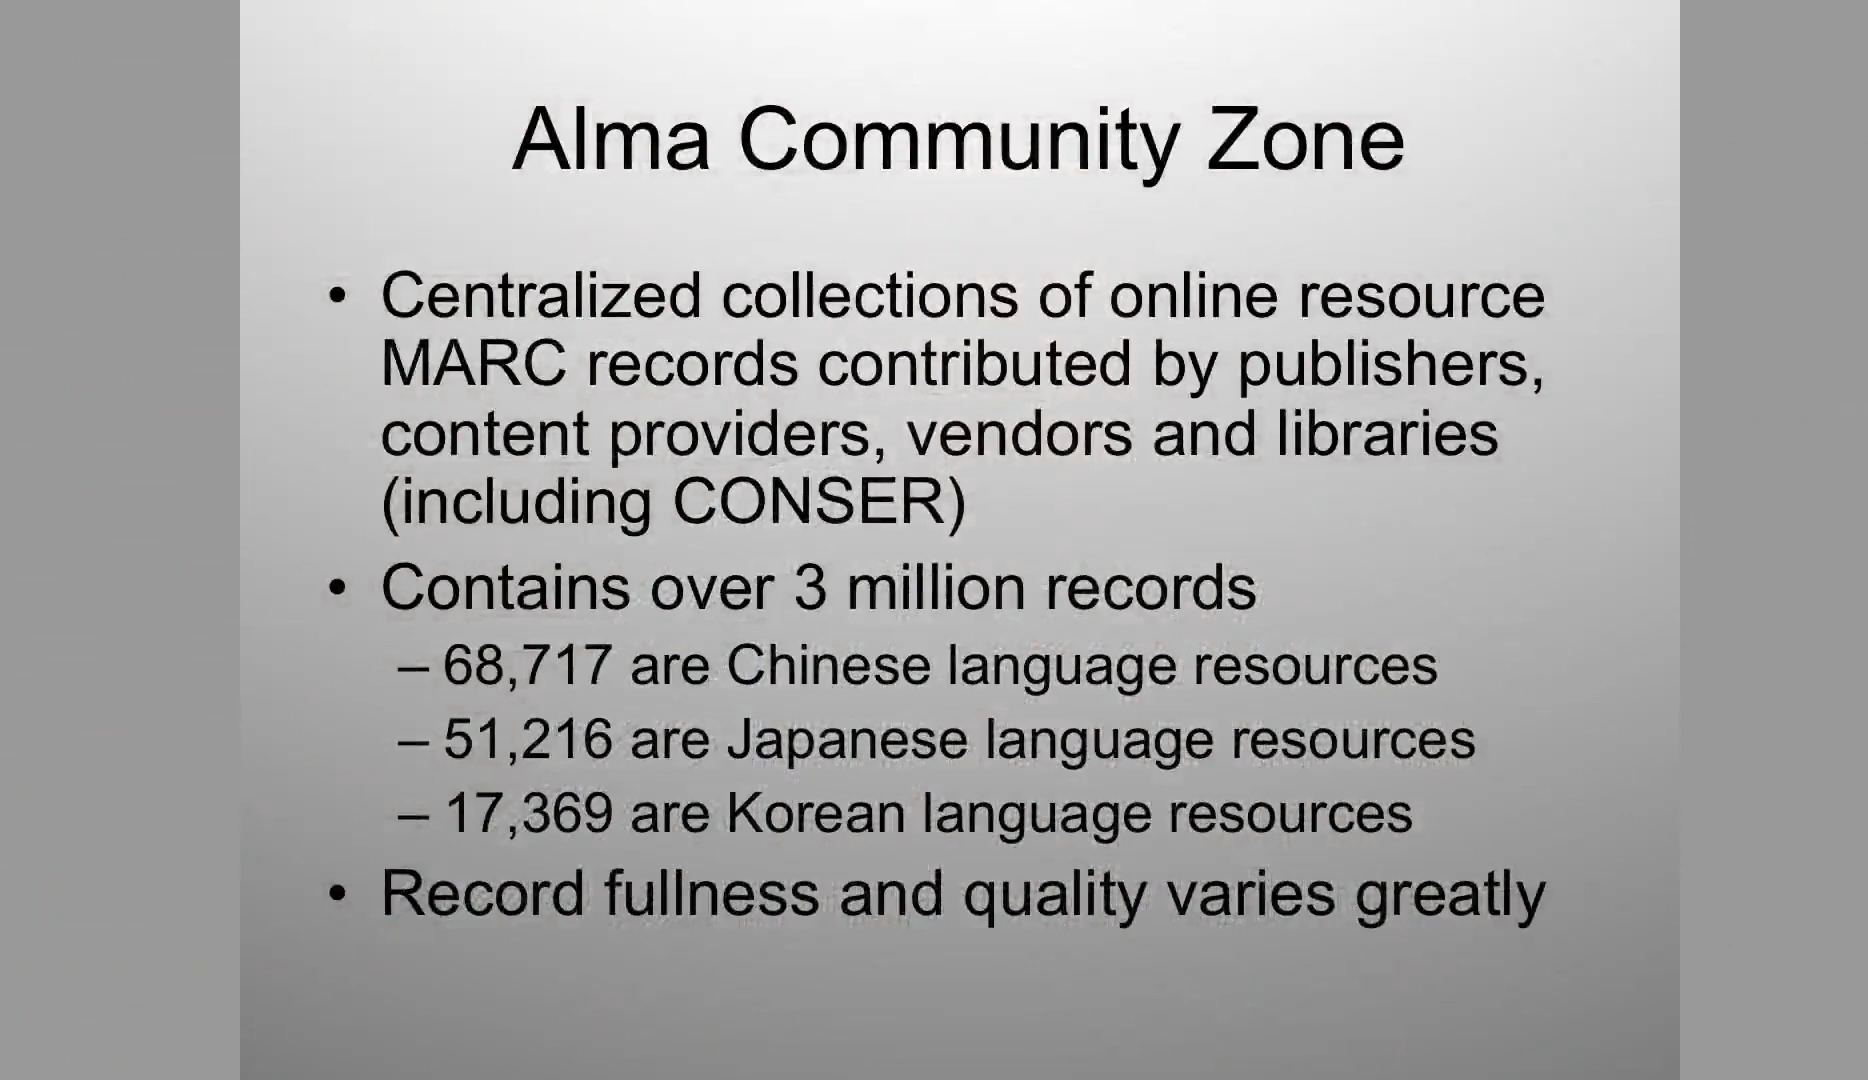 Alma Community Zone
• Centralized collections of online resource
MARC records contributed by publishers,
content providers, vendors and libraries
(including CONSER)
• Contains over 3 million records
– 68,717 are Chinese language resources
– 51,216 are Japanese language resources
– 17,369 are Korean language resources
• Record fullness and quality varies greatly